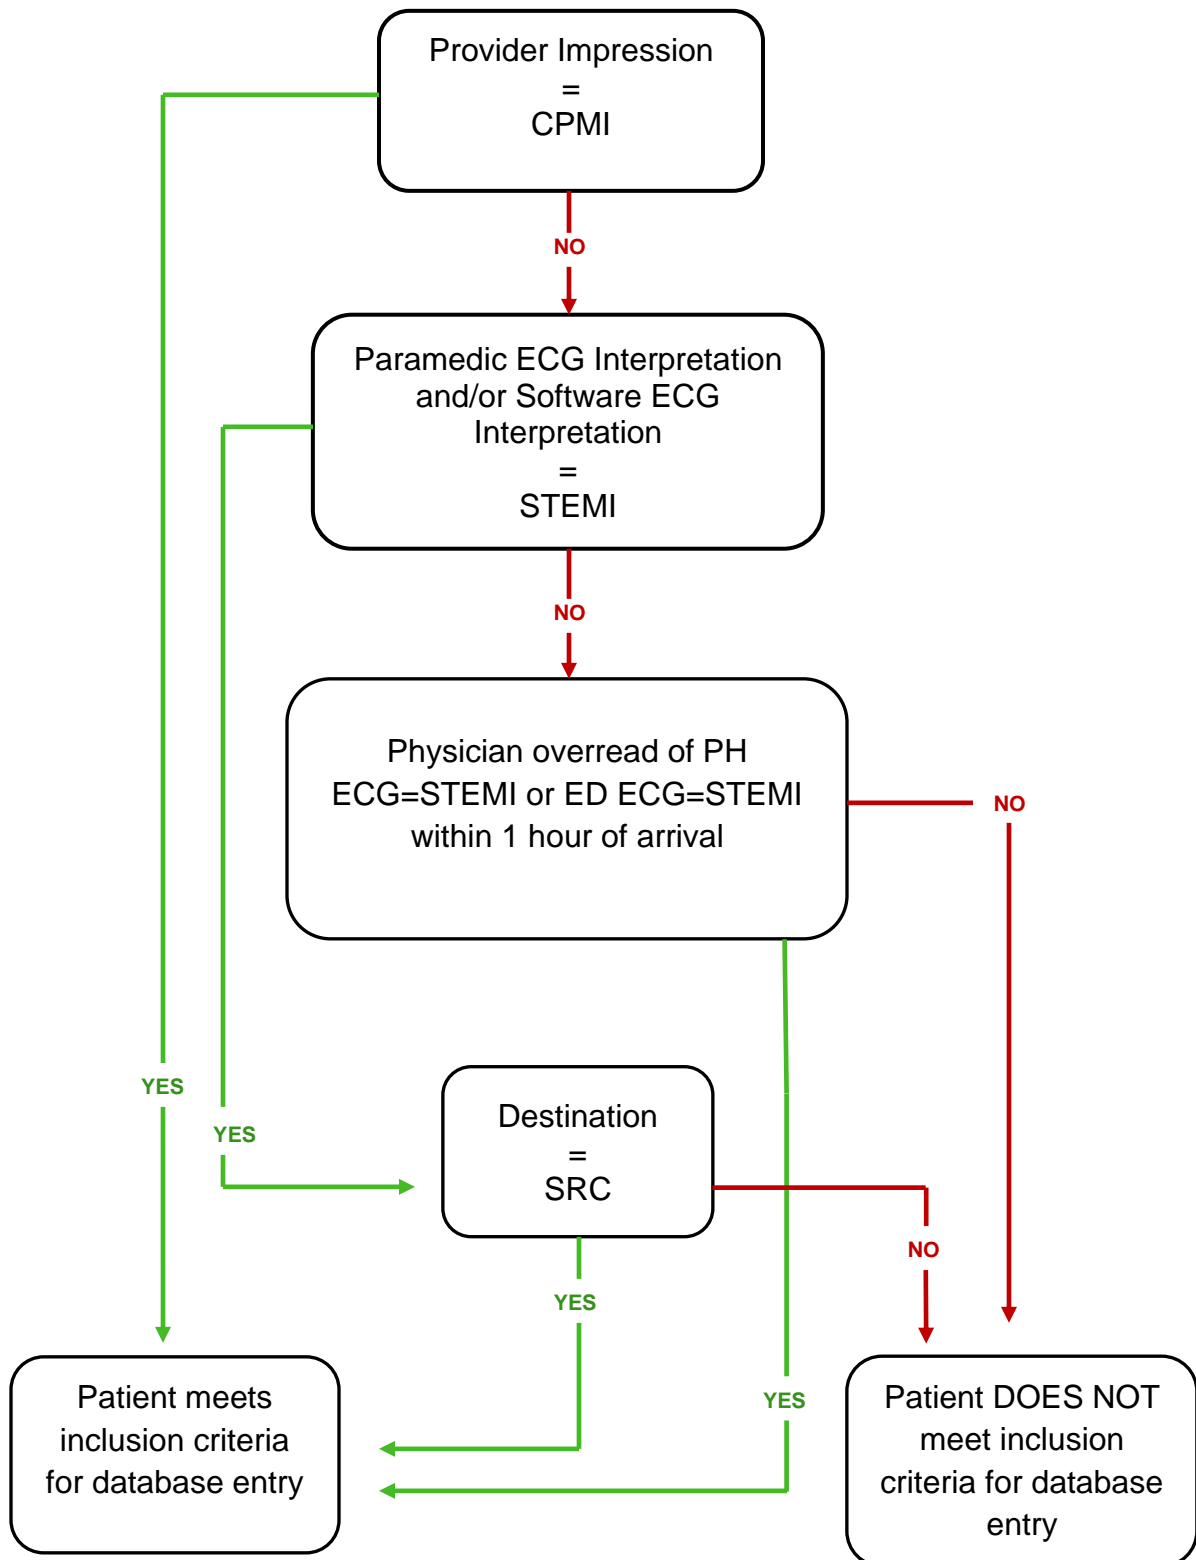 Provider Impression
=
CPMI
NO
Paramedic ECG Interpretation
and/or Software ECG
Interpretation
=
STEMI
NO
Physician overread of PH
ECG=STEMI or ED ECG=STEMI
within 1 hour of arrival
NO
YES
YES
Destination
=
SRC
NO
YES
YES
Patient meets
inclusion criteria
for database entry
Patient DOES NOT
meet inclusion
criteria for database
entry